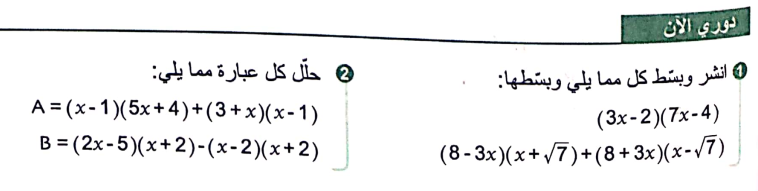 دوري الآن
1 انشر وبسّط كل مما يلي وبسّطها:
(3x-2)(7x-4)
(8-3x)(x+√7)+(8+3x)(x-√7)
2 حلّل كل عبارة مما يلي:
A=(x-1)(5x+4)+(3+x)(x-1)
B=(2x-5)(x+2)-(x-2)(x+2)